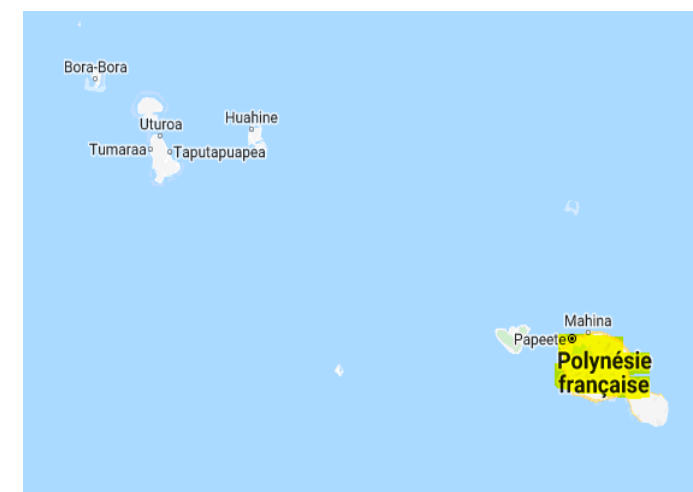 Bora-Bora
Huahine
Uturoa
Tumaraa
Taputapuapea
Mahina
Papeete
Polynésie
française